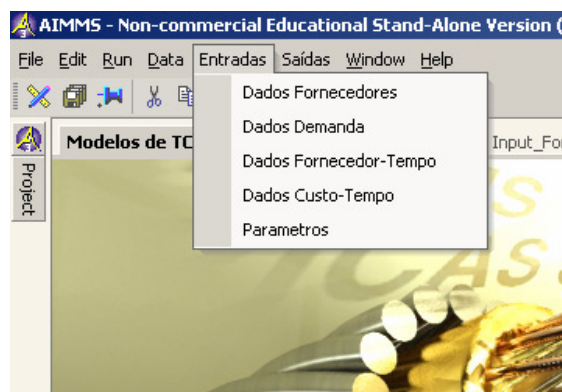 AIMMS - Non-commercial Educational Stand-Alone Version (
File Edit Run Data Entradas Saídas Window Help
Dados Fornecedores
Dados Demanda
Dados Fornecedor-Tempo
Dados Custo-Tempo
Parametros
Modelos de TC
Input_Fo
Project